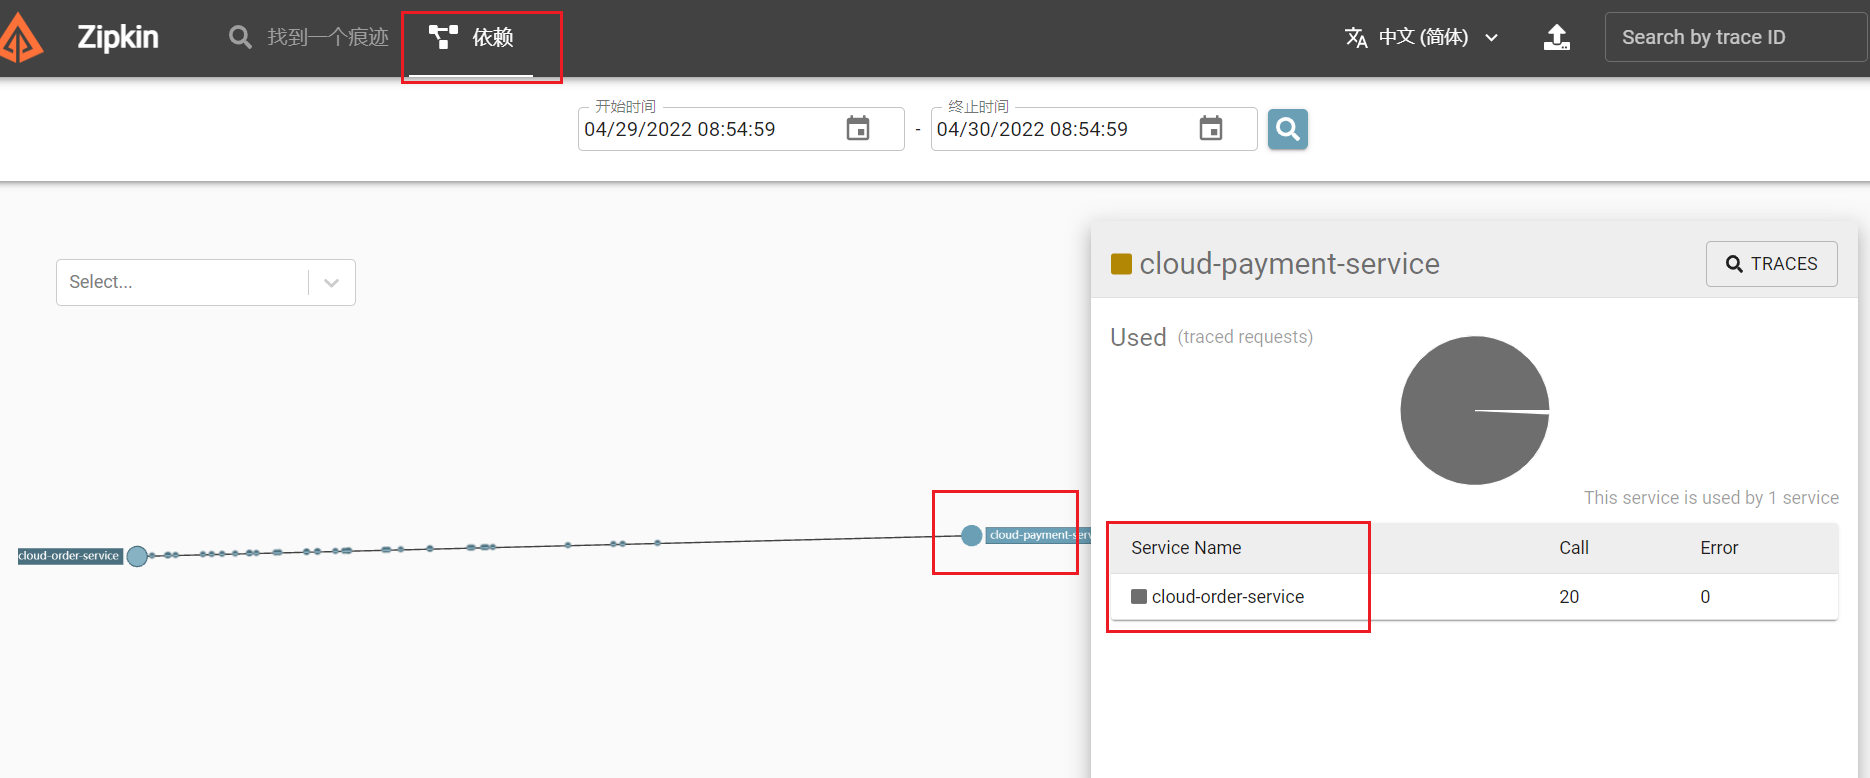 Zipkin
找到一个痕迹
依赖
中文 (简体)
Search by trace ID
开始时间
04/29/2022 08:54:59
-
终止时间
04/30/2022 08:54:59
Select...
cloud-payment-service
TRACES
Used (traced requests)
This service is used by 1 service
cloud-order-service
cloud-payment-serv
Service Name Call Error
cloud-order-service 20 0